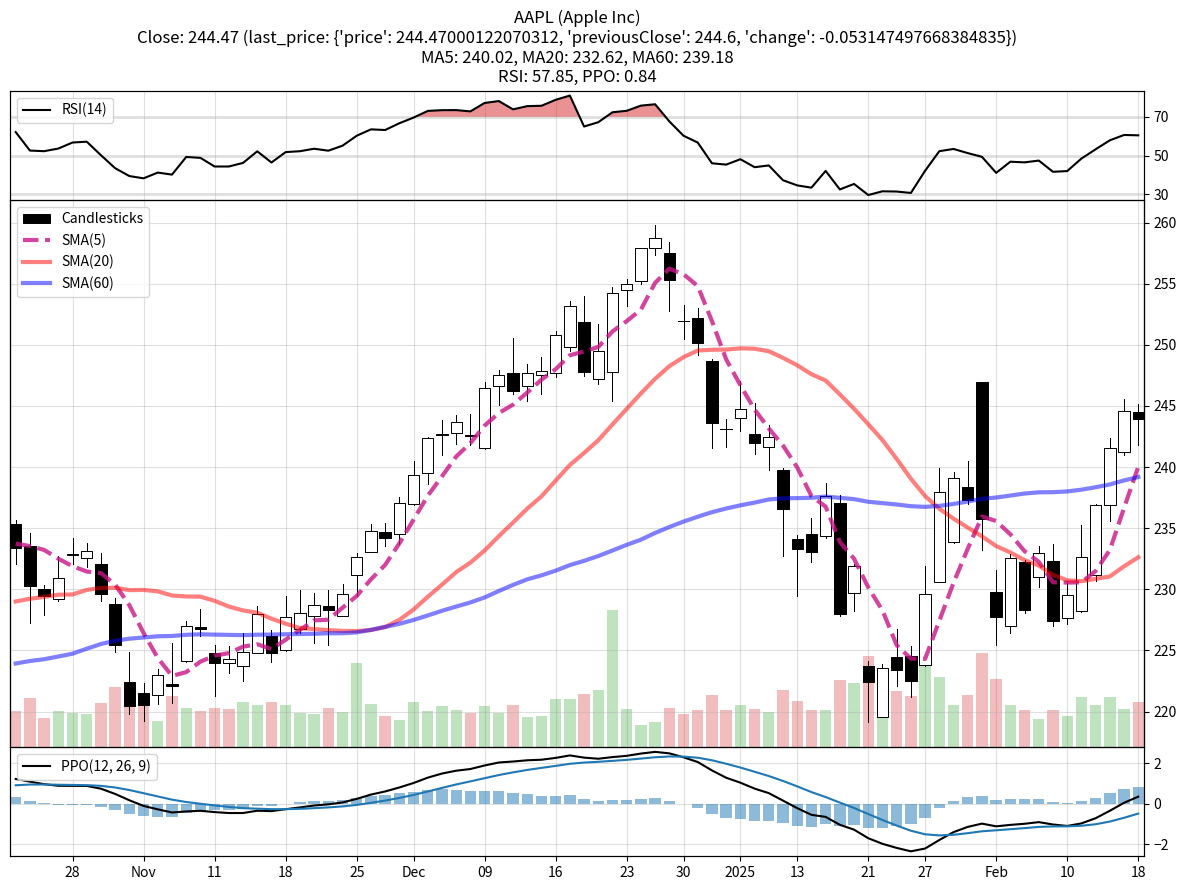 AAPL (Apple Inc)
Close: 244.47 (last_price: {'price': 244.47000122070312, 'previousClose': 244.6, 'change': -0.053147497668384835})
MA5: 240.02, MA20: 232.62, MA60: 239.18
RSI: 57.85, PPO: 0.84
RSI(14)
70
50
30
Candlesticks
SMA(5)
SMA(20)
SMA(60)
260
255
250
245
240
235
230
225
220
PPO(12, 26, 9)
2
0
−2
28 Nov 11 18 25 Dec 09 16 23 30 2025 13 21 27 Feb 10 18